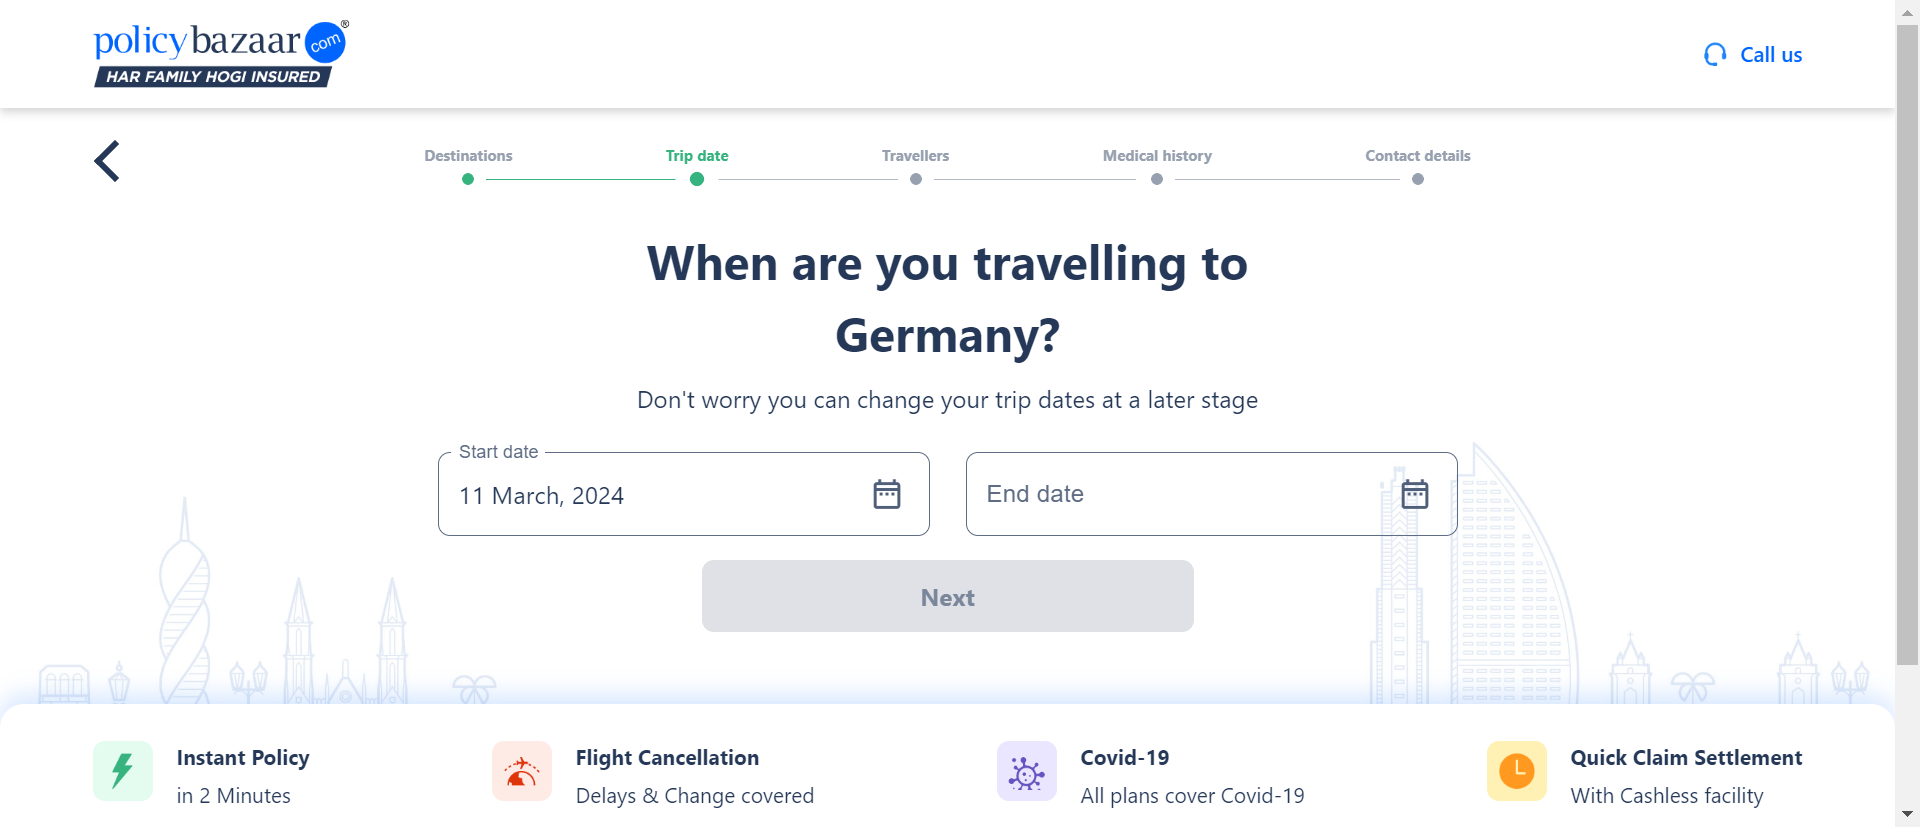 policybazaar com ®
HAR FAMILY HOGI INSURED
Call us
Destinations
Trip date
Travellers
Medical history
Contact details
When are you travelling to
Germany?
Don't worry you can change your trip dates at a later stage
Start date
11 March, 2024
End date
Next
Instant Policy
in 2 Minutes
Flight Cancellation
Delays & Change covered
Covid-19
All plans cover Covid-19
Quick Claim Settlement
With Cashless facility